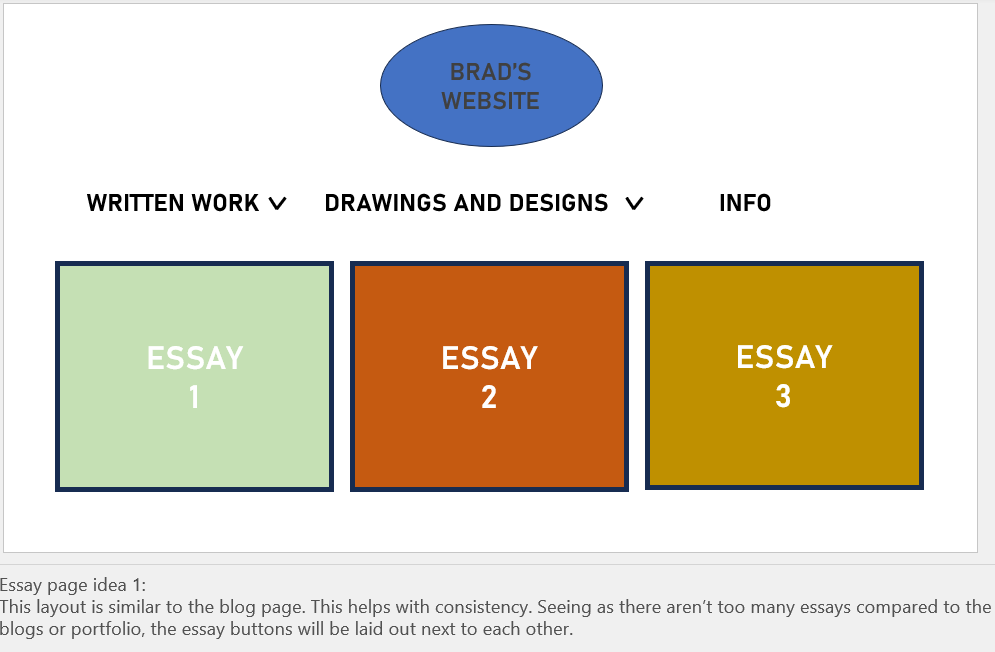 BRAD'S
WEBSITE
WRITTEN WORK
DRAWINGS AND DESIGNS
INFO
ESSAY
1
ESSAY
2
ESSAY
3
Essay page idea 1:
This layout is similar to the blog page. This helps with consistency. Seeing as there aren’t too many essays compared to the
blogs or portfolio, the essay buttons will be laid out next to each other.